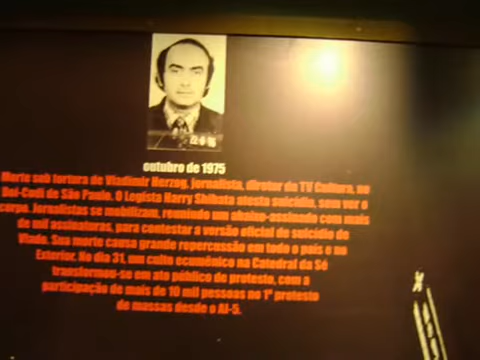 outubro de 1975
Morte sob tortura de Vladimir Herzog, jornalista, diretor da TV Cultura, no
Doi-Codi de São Paulo. O Legista Harry Shibata atesta suicídio, sem ver o
corpo. Jornalistas se mobilizam, reunindo um abaixo-assinado com mais
de mil assinaturas, para contestar a versão oficial de suicídio de
Vlado. Sua morte causa grande repercussão em todo o país e no
Exterior. No dia 31, um culto ecumênico na Catedral da Sé
transformou-se em ato público de protesto, com a
participação de mais de 10 mil pessoas no 1º protesto
de massas desde o AI-5.